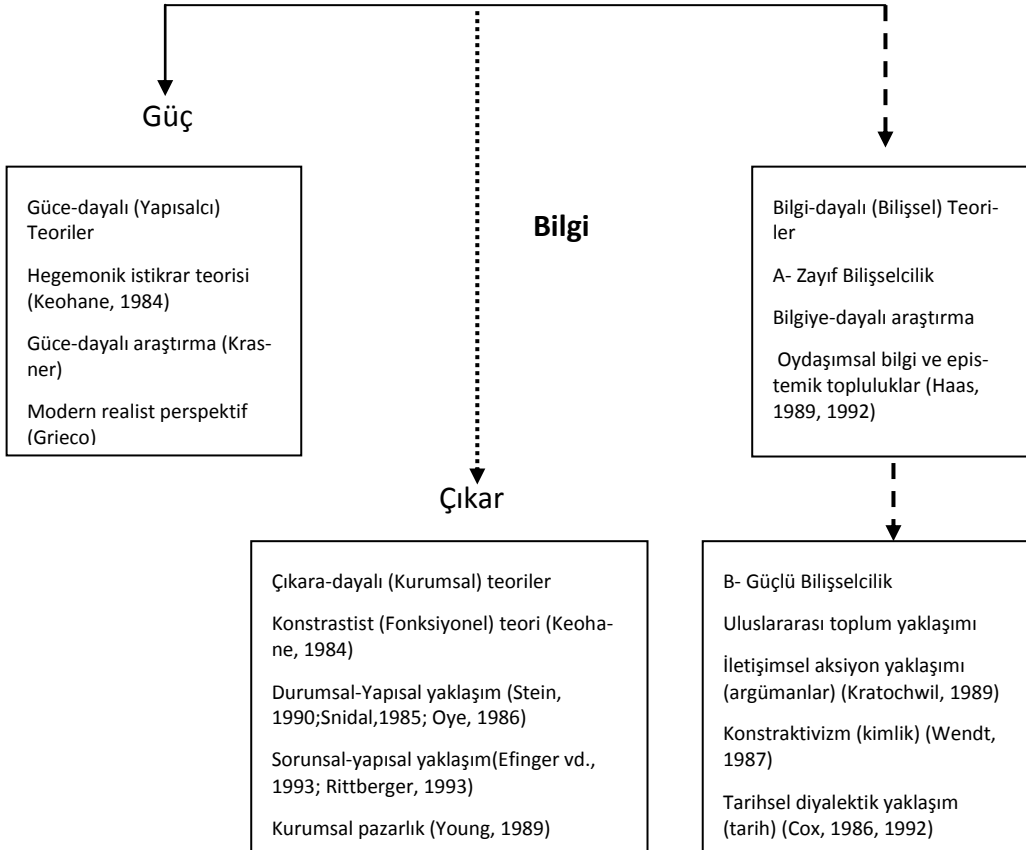 Güç
Güce-dayalı (Yapısalcı)
Teoriler
Hegemonik istikrar teorisi
(Keohane, 1984)
Güce-dayalı araştırma (Kras-
ner)
Modern realist perspektif
(Grieco)
Bilgi
Bilgi-dayalı (Bilişsel) Teori-
ler
A- Zayıf Bilişselcilik
Bilgiye-dayalı araştırma
Oydaşımsal bilgi ve epis-
temik topluluklar (Haas,
1989, 1992)
Çıkar
Çıkara-dayalı (Kurumsal) teoriler
Konstrastist (Fonksiyonel) teori (Keoha-
ne, 1984)
Durumsal-Yapısal yaklaşım (Stein,
1990;Snidal,1985; Oye, 1986)
Sorunsal-yapısal yaklaşım(Efinger vd.,
1993; Rittberger, 1993)
Kurumsal pazarlık (Young, 1989)
B- Güçlü Bilişselcilik
Uluslararası toplum yaklaşımı
İletişimsel aksiyon yaklaşımı
(argümanlar) (Kratochwil, 1989)
Konstraktivizm (kimlik) (Wendt,
1987)
Tarihsel diyalektik yaklaşım
(tarih) (Cox, 1986, 1992)